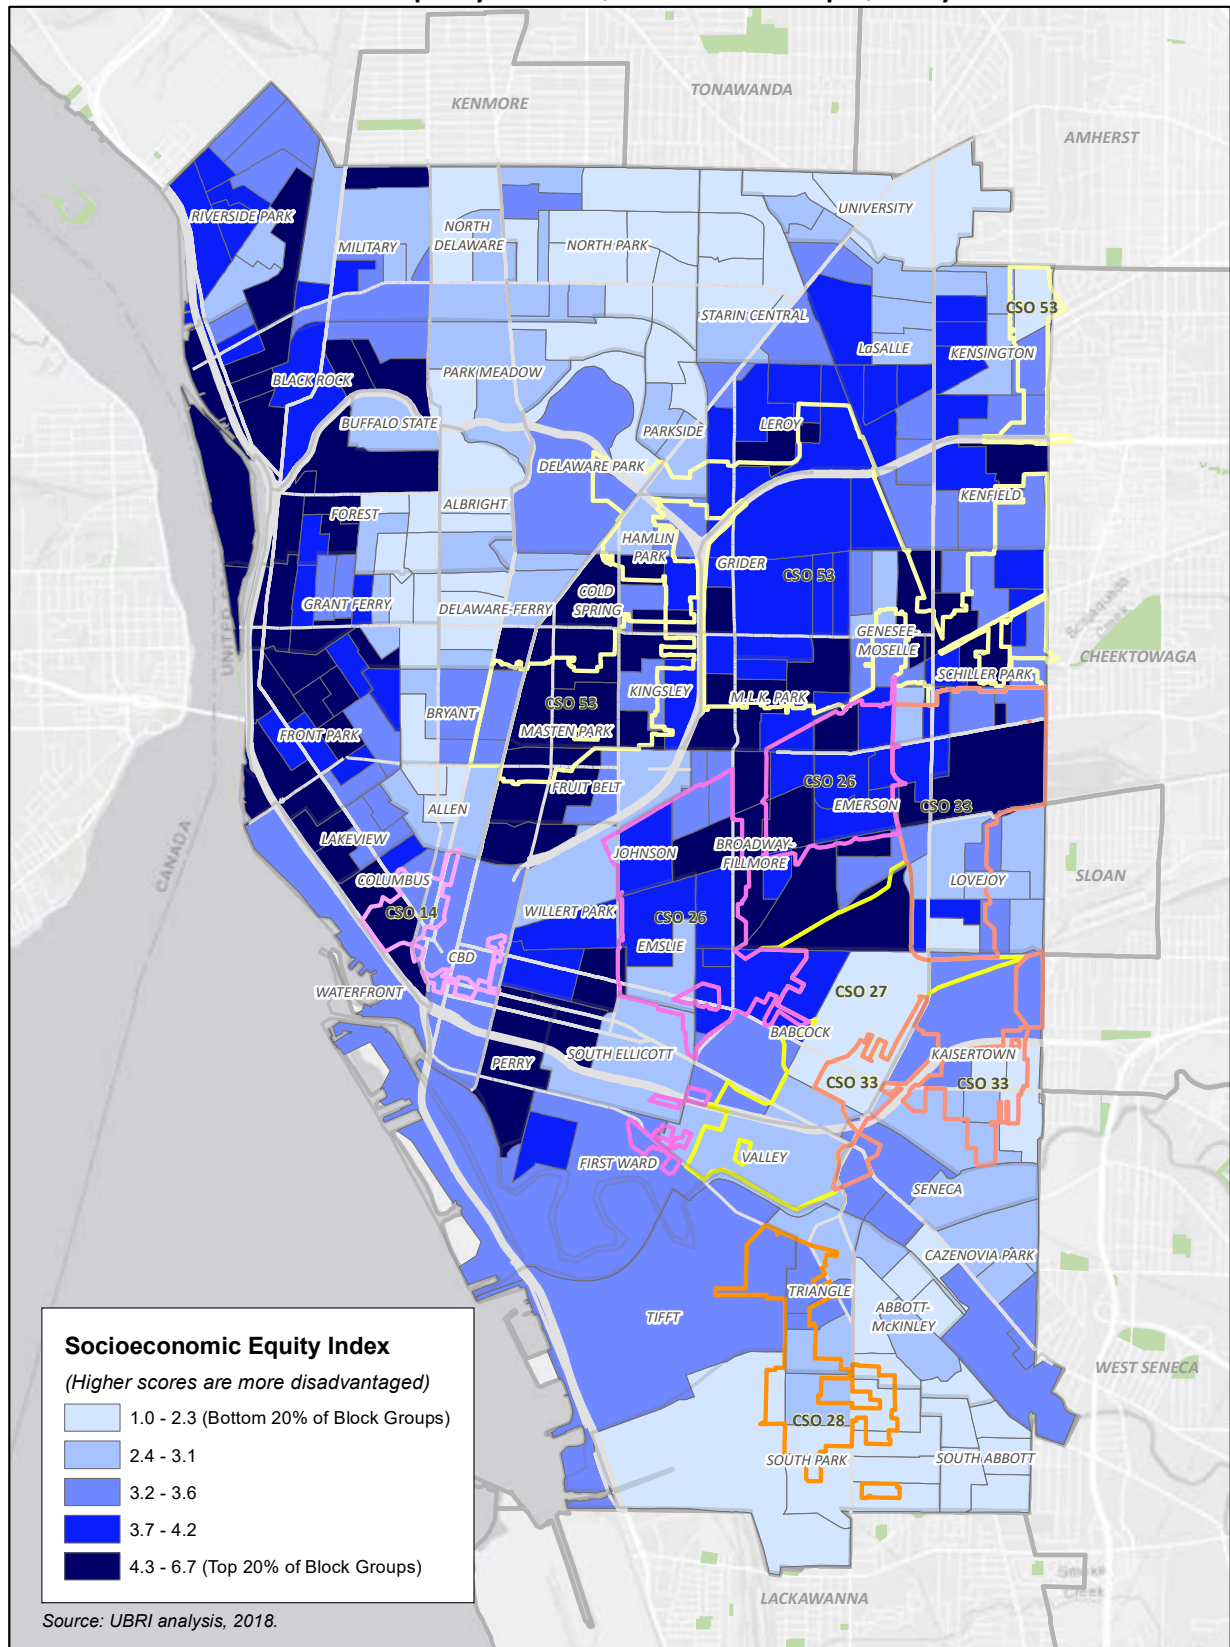 KENMORE
TONAWANDA
AMHERST
RIVERSIDE PARK
UNIVERSITY
NORTH
DELAWARE
MILITARY
NORTH PARK
CSO 53
STARIN CENTRAL
LaSALLE
KENSINGTON
BLACK ROCK
PARK MEADOW
BUFFALO STATE
PARKSIDE
LEROY
DELAWARE PARK
FOREST
ALBRIGHT
KENFIELD
HAMLIN
PARK
GRIDER
CSO 53
COLD
SPRING
GRANT FERRY
DELAWARE-FERRY
GENESEE-
MOSELLE
CHEEKTOWAGA
SCHILLER PARK
KINGSLEY
M.L.K. PARK
CSO 53
BRYANT
MASTEN PARK
FRONT PARK
FRUIT BELT
CSO 26
EMERSON
CSO 33
ALLEN
LAKEVIEW
JOHNSON
BROADWAY-
FILLMORE
CANADA
COLUMBUS
LOVEJOY
SLOAN
CSO 14
WILLERT PARK
CSO 26
EMSLIE
CBD
WATERFRONT
CSO 27
BABCOCK
PERRY
SOUTH ELLICOTT
KAISERTOWN
CSO 33
CSO 33
FIRST WARD
VALLEY
SENECA
CAZENOVIA PARK
TRIANGLE
TIFFT
ABBOTT-
McKINLEY
WEST SENECA
CSO 28
SOUTH PARK
SOUTH ABBOTT
LACKAWANNA
Smoke
Creek
Socioeconomic Equity Index
(Higher scores are more disadvantaged)
1.0 - 2.3 (Bottom 20% of Block Groups)
2.4 - 3.1
3.2 - 3.6
3.7 - 4.2
4.3 - 6.7 (Top 20% of Block Groups)
Source: UBRI analysis, 2018.